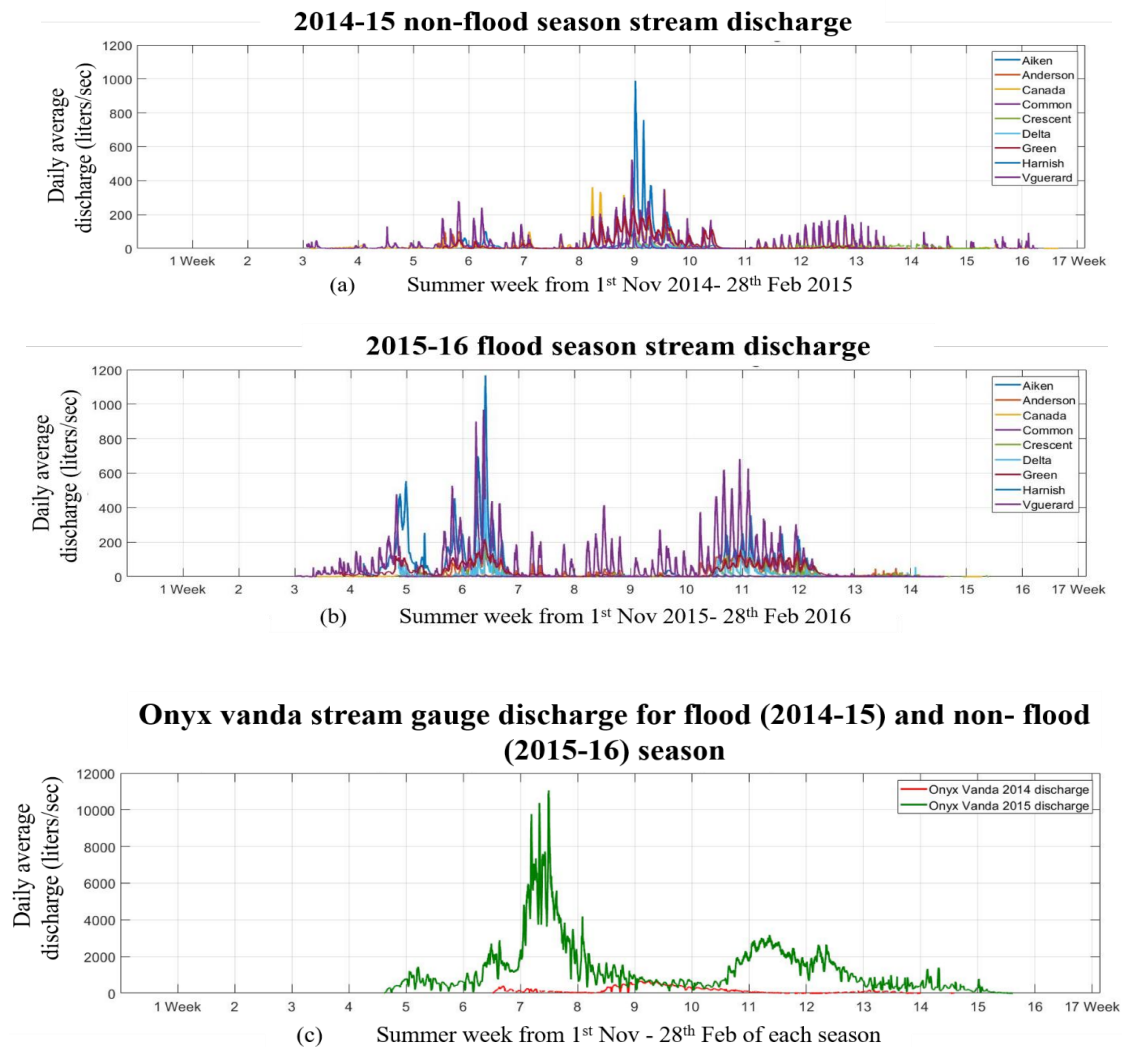 2014-15 non-flood season stream discharge
Daily average
discharge (liters/sec)
1200
1000
800
600
400
200
0
Aiken
Anderson
Canada
Common
Crescent
Delta
Green
Harnish
Vguerard
1 Week 2 3 4 5 6 7 8 9 10 11 12 13 14 15 16 17 Week
(a) Summer week from 1st Nov 2014- 28th Feb 2015
2015-16 flood season stream discharge
Daily average
discharge (liters/sec)
1200
1000
800
600
400
200
0
Aiken
Anderson
Canada
Common
Crescent
Delta
Green
Harnish
Vguerard
1 Week 2 3 4 5 6 7 8 9 10 11 12 13 14 15 16 17 Week
(b) Summer week from 1st Nov 2015- 28th Feb 2016
Onyx vanda stream gauge discharge for flood (2014-15) and non- flood
(2015-16) season
Daily average
discharge (liters/sec)
12000
10000
8000
6000
4000
2000
0
Onyx Vanda 2014 discharge
Onyx Vanda 2015 discharge
1 Week 2 3 4 5 6 7 8 9 10 11 12 13 14 15 16 17 Week
(c) Summer week from 1st Nov - 28th Feb of each season